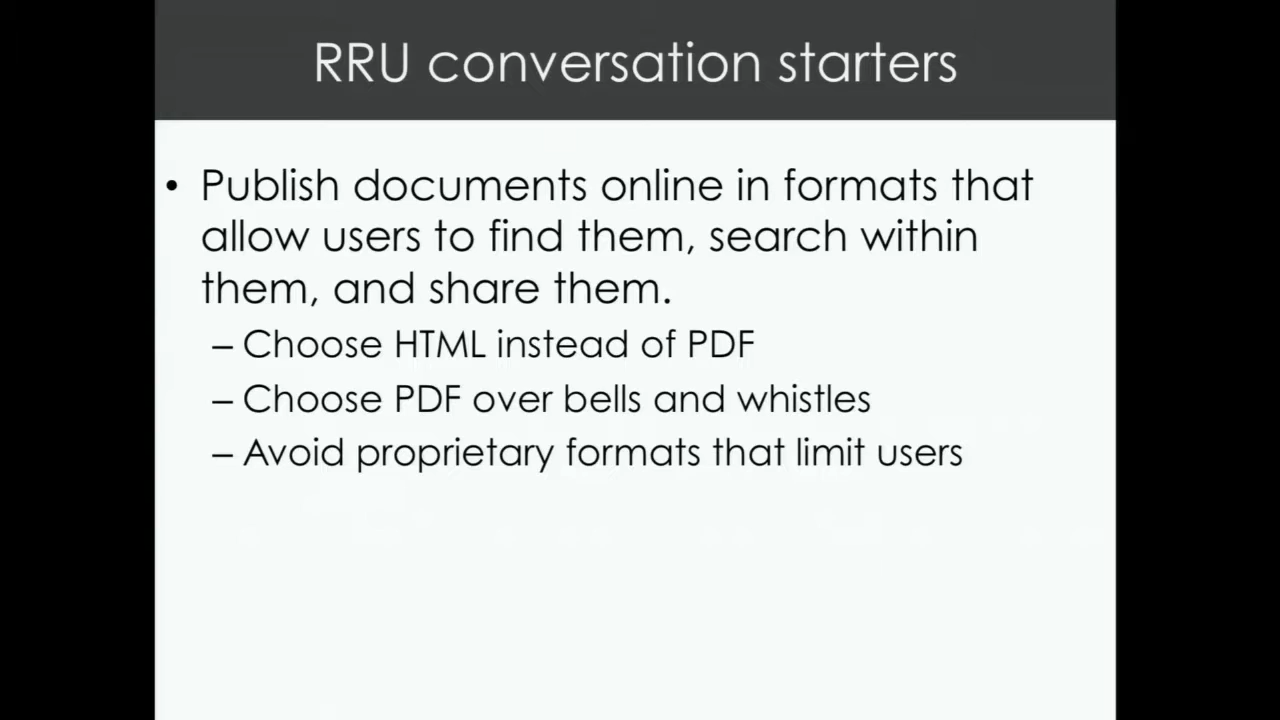 RRU conversation starters
• Publish documents online in formats that
allow users to find them, search within
them, and share them.
– Choose HTML instead of PDF
– Choose PDF over bells and whistles
– Avoid proprietary formats that limit users